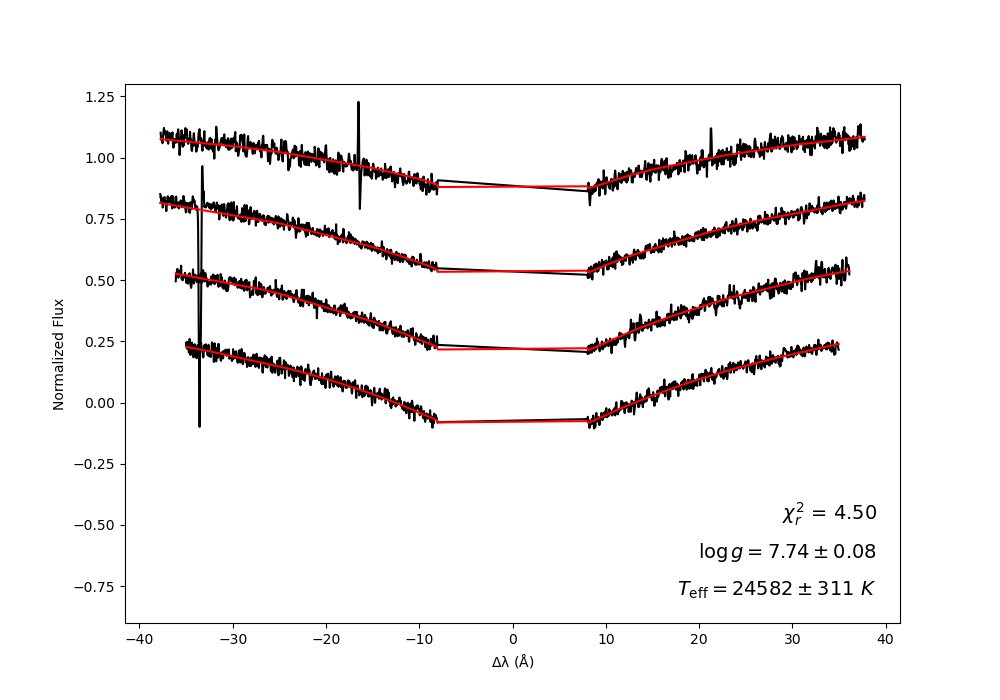 1.25
1.00
0.75
0.50
0.25
0.00
−0.25
−0.50
−0.75
Normalized Flux
χ²ᵣ = 4.50
log g = 7.74 ± 0.08
T_eff = 24582 ± 311 K
−40 −30 −20 −10 0 10 20 30 40
Δλ (Å)